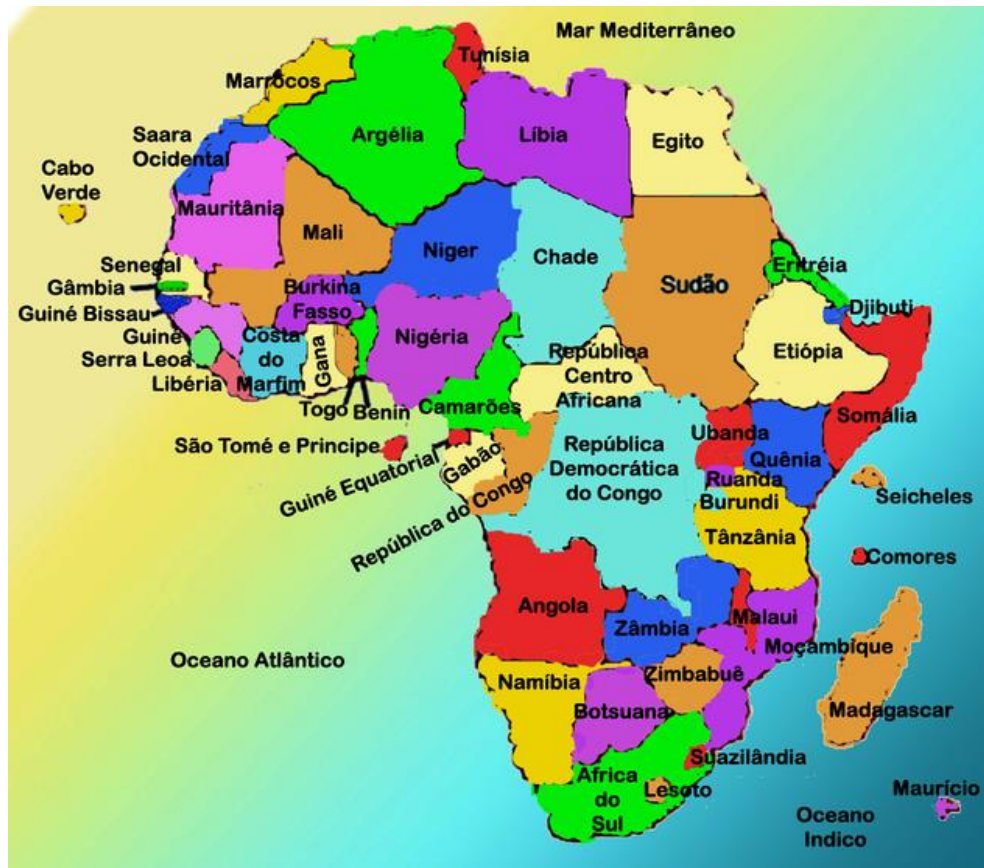 Mar Mediterrâneo
Tunísia
Marrocos
Argélia
Líbia
Egito
Saara
Ocidental
Cabo
Verde
Mauritânia
Mali
Niger
Chade
Sudão
Eritréia
Senegal
Gâmbia
Guiné Bissau
Burkina
Fasso
Nigéria
Djibuti
Guiné
Serra Leoa
Libéria
Costa
do
Marfim
Gana
Togo
Benin
Camarões
República
Centro
Africana
Etiópia
Somália
São Tomé e Principe
Guiné Equatorial
Gabão
República do Congo
República
Democrática
do Congo
Ubanda
Quênia
Ruanda
Burundi
Tânzânia
Seicheles
Comores
Angola
Zâmbia
Malaui
Moçambique
Oceano Atlântico
Namíbia
Zimbabuê
Botsuana
Madagascar
Suazilândia
Africa
do
Sul
Lesoto
Maurício
Oceano
Indico